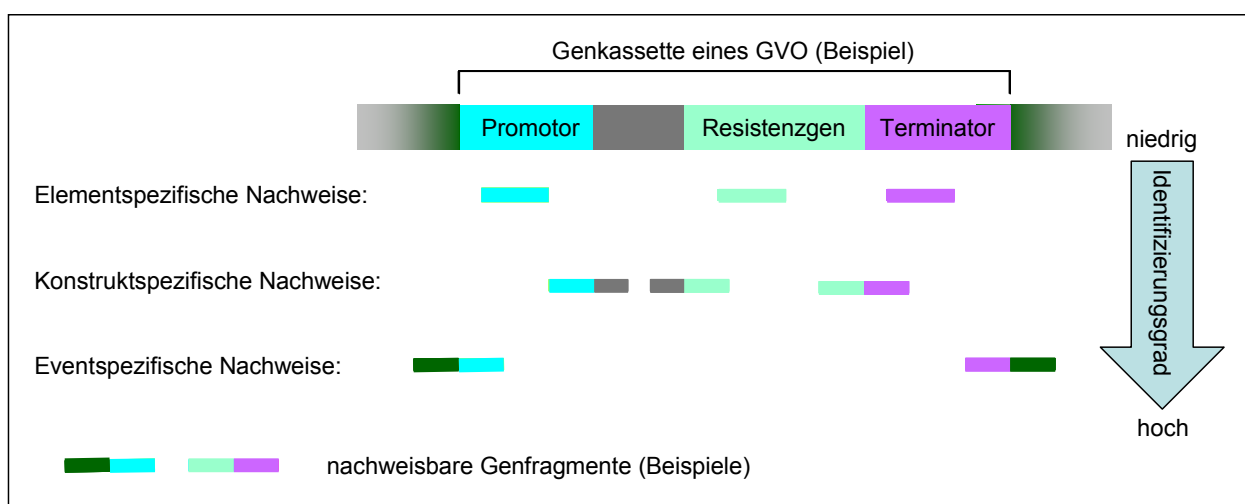 Genkassette eines GVO (Beispiel)
Promotor Resistenzgen Terminator
niedrig
Elementspezifische Nachweise:
Identifizierungsgrad
Konstruktspezifische Nachweise:
Eventspezifische Nachweise:
hoch
nachweisbare Genfragmente (Beispiele)